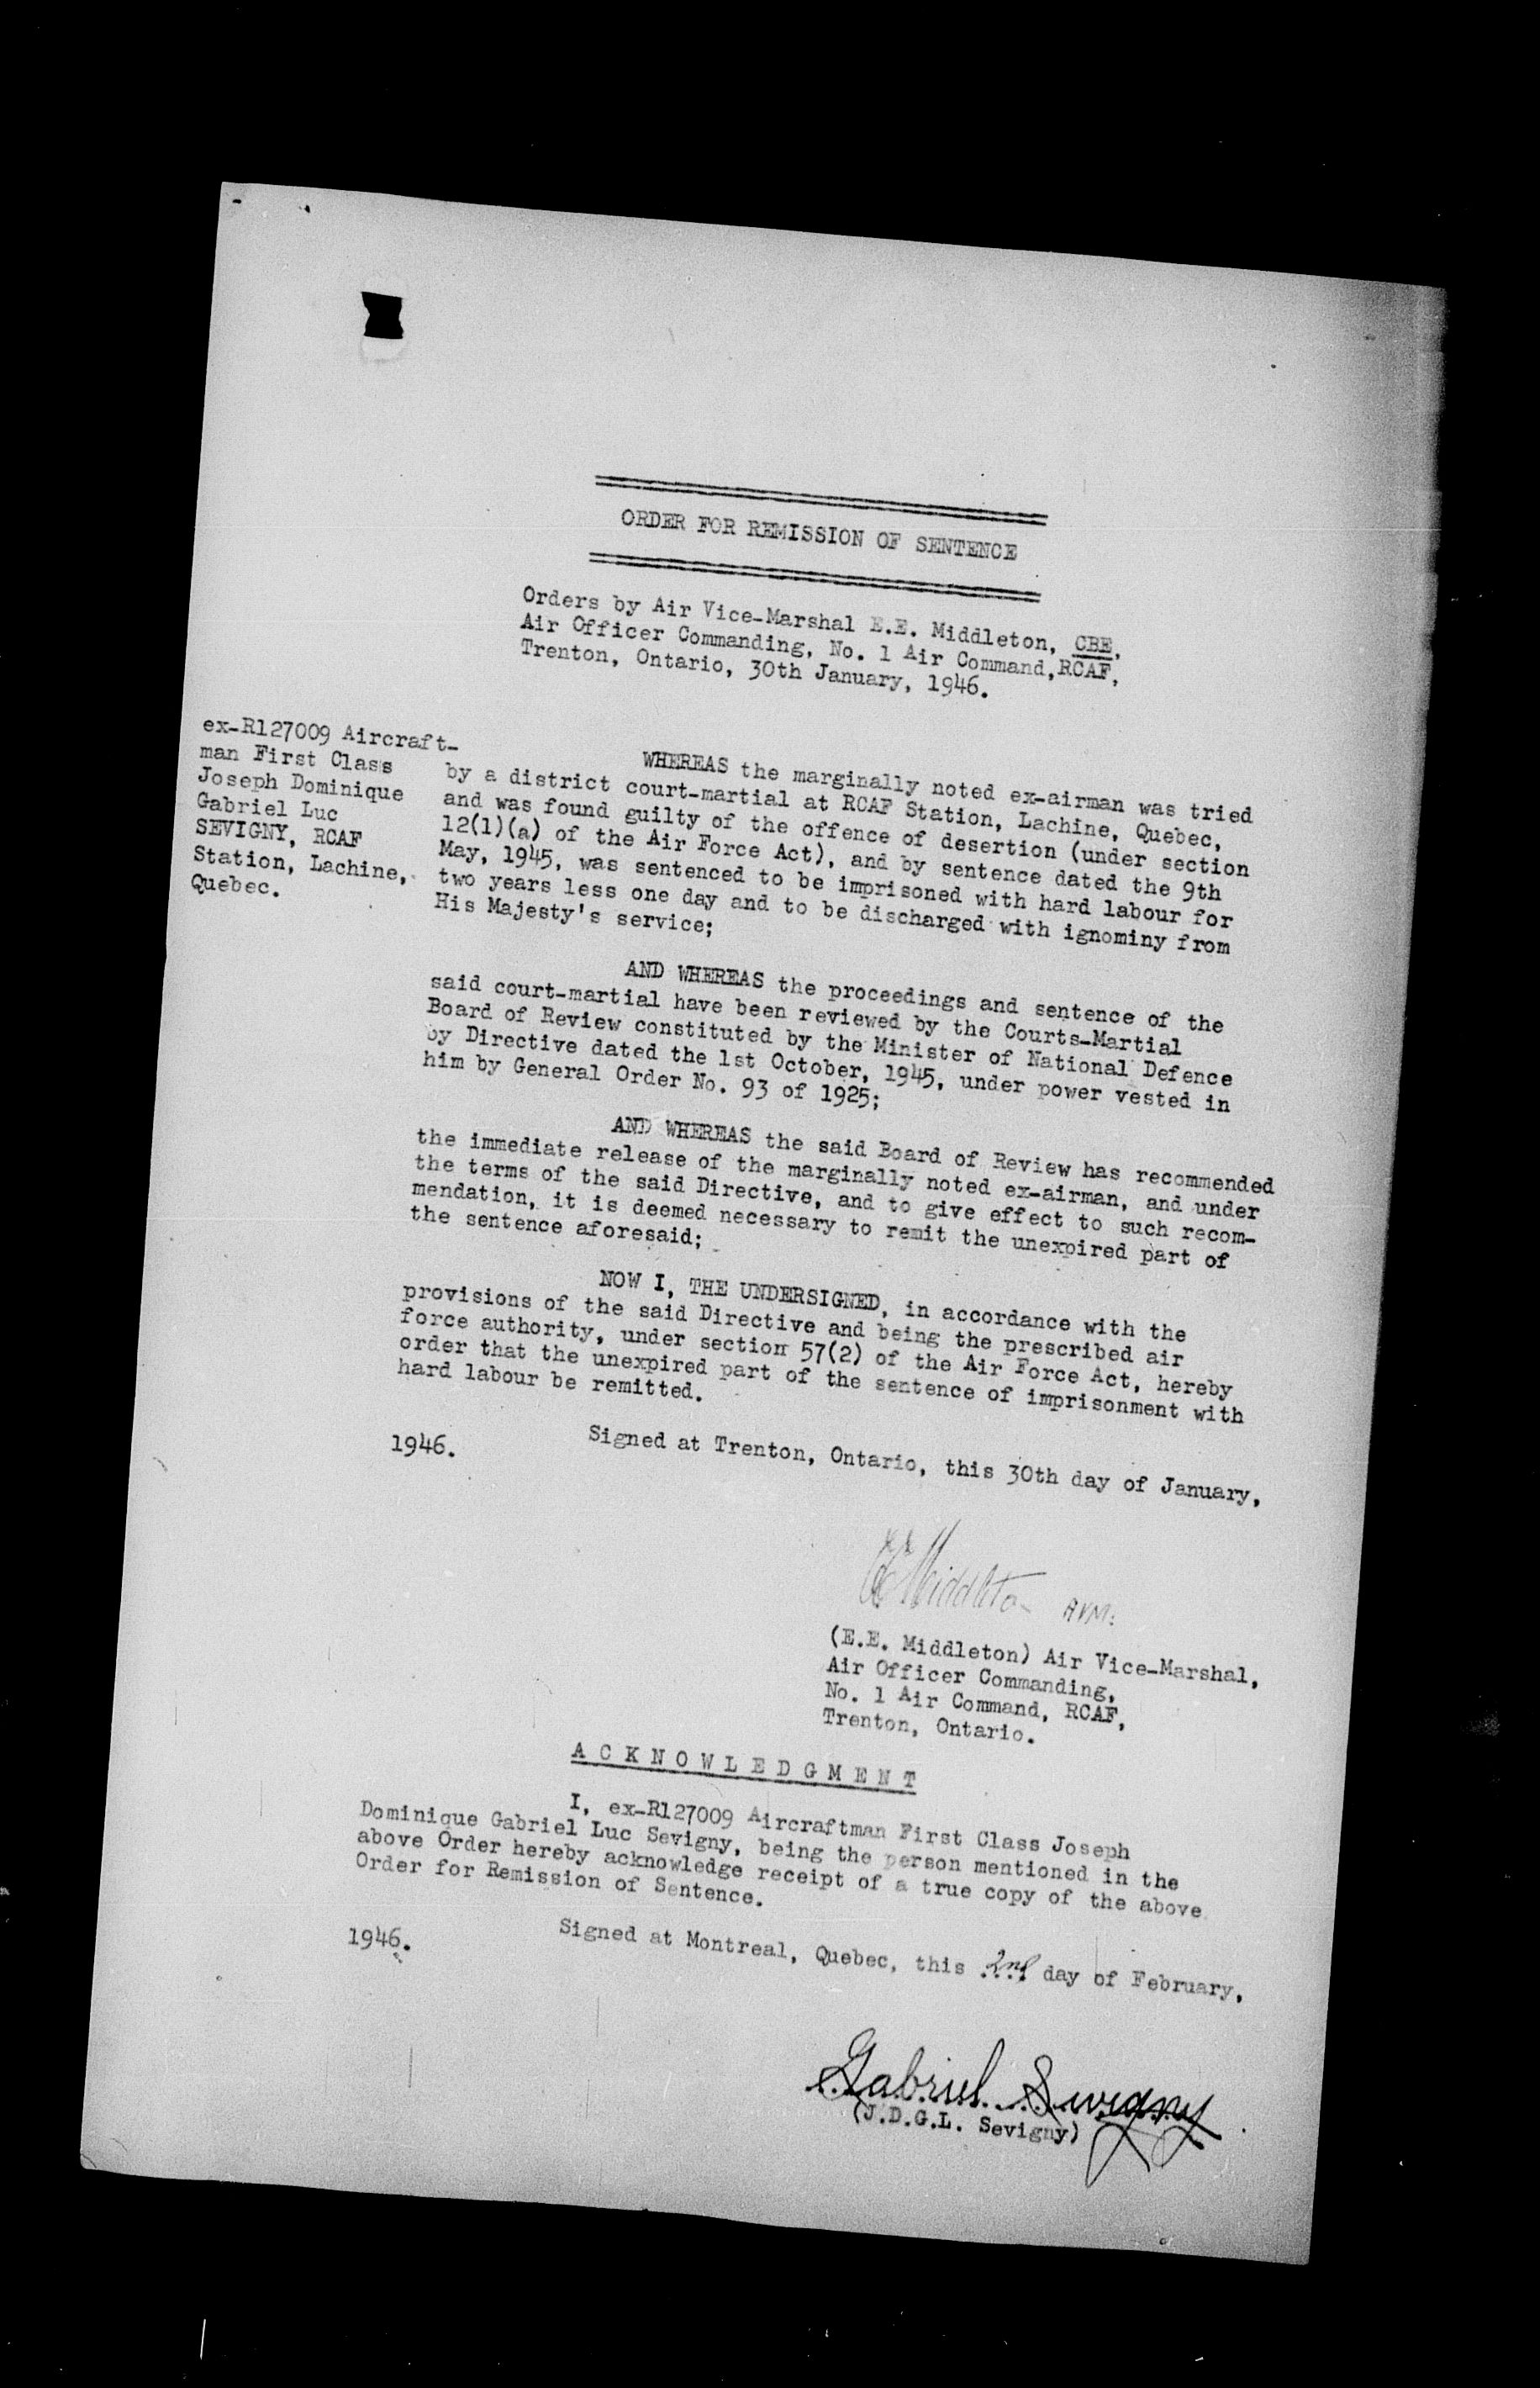 ORDER FOR REMISSION OF SENTENCE
Orders by Air Vice-Marshal E.E. Middleton, CBE,
Air Officer Commanding, No. 1 Air Command, RCAF,
Trenton, Ontario, 30th January, 1946.
ex-R127009 Aircraft-
man First Class
Joseph Dominique
Gabriel Luc
SEVIGNY, RCAF
Station, Lachine,
Quebec.
WHEREAS the marginally noted ex-airman was tried
by a district court-martial at RCAF Station, Lachine, Quebec,
and was found guilty of the offence of desertion (under section
12(1)(a) of the Air Force Act), and by sentence dated the 9th
May, 1945, was sentenced to be imprisoned with hard labour for
two years less one day and to be discharged with ignominy from
His Majesty's service;
AND WHEREAS the proceedings and sentence of the
said court-martial have been reviewed by the Courts-Martial
Board of Review constituted by the Minister of National Defence
by Directive dated the 1st October, 1945, under power vested in
him by General Order No. 93 of 1925;
AND WHEREAS the said Board of Review has recommended
the immediate release of the marginally noted ex-airman, and under
the terms of the said Directive, and to give effect to such recom-
mendation, it is deemed necessary to remit the unexpired part of
the sentence aforesaid;
NOW I, THE UNDERSIGNED, in accordance with the
provisions of the said Directive and being the prescribed air
force authority, under section 57(2) of the Air Force Act, hereby
order that the unexpired part of the sentence of imprisonment with
hard labour be remitted.
Signed at Trenton, Ontario, this 30th day of January,
1946.
EE Middleton AVM.
(E.E. Middleton) Air Vice-Marshal,
Air Officer Commanding,
No. 1 Air Command, RCAF,
Trenton, Ontario.
A C K N O W L E D G M E N T
I, ex-R127009 Aircraftman First Class Joseph
Dominique Gabriel Luc Sevigny, being the person mentioned in the
above Order hereby acknowledge receipt of a true copy of the above
Order for Remission of Sentence.
Signed at Montreal, Quebec, this 2nd day of February,
1946.
Gabriel Sevigny
(J.D.G.L. Sevigny)